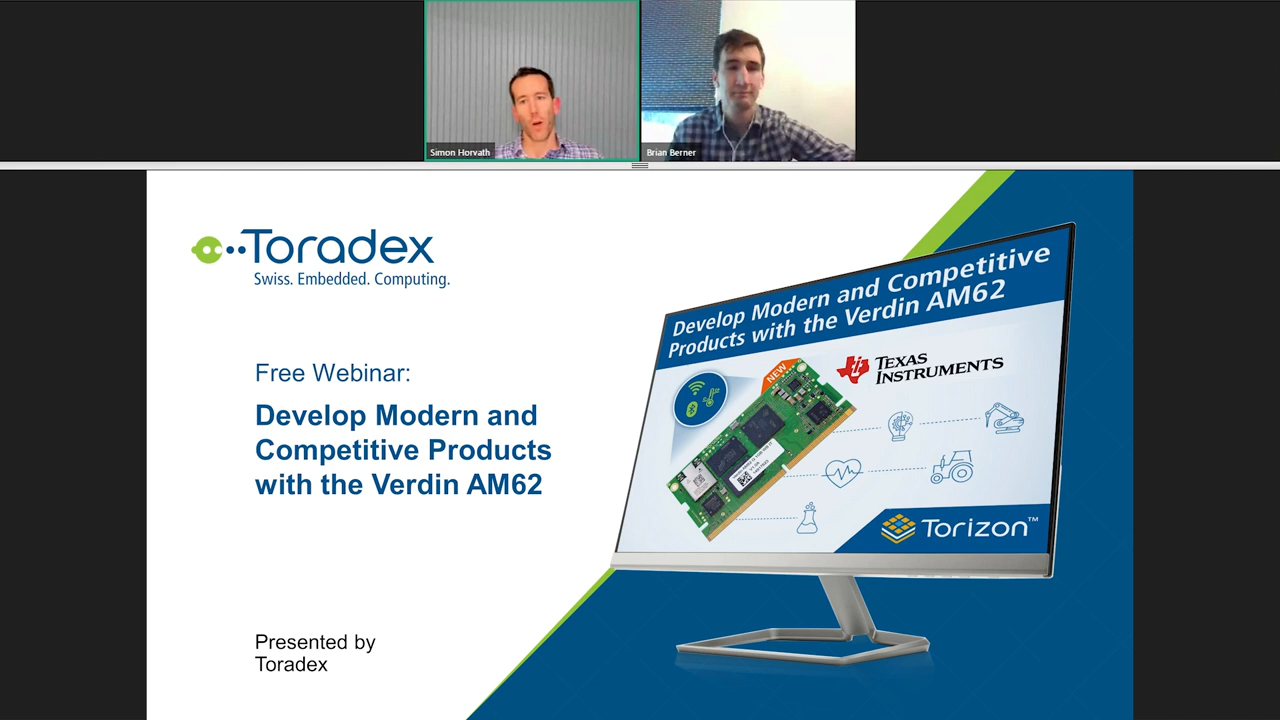 Simon Horvath
Brian Berner
Toradex
Swiss. Embedded. Computing.
Free Webinar:
Develop Modern and
Competitive Products
with the Verdin AM62
Presented by
Toradex
Develop Modern and Competitive
Products with the Verdin AM62
NEW
TEXAS
INSTRUMENTS
Torizon™